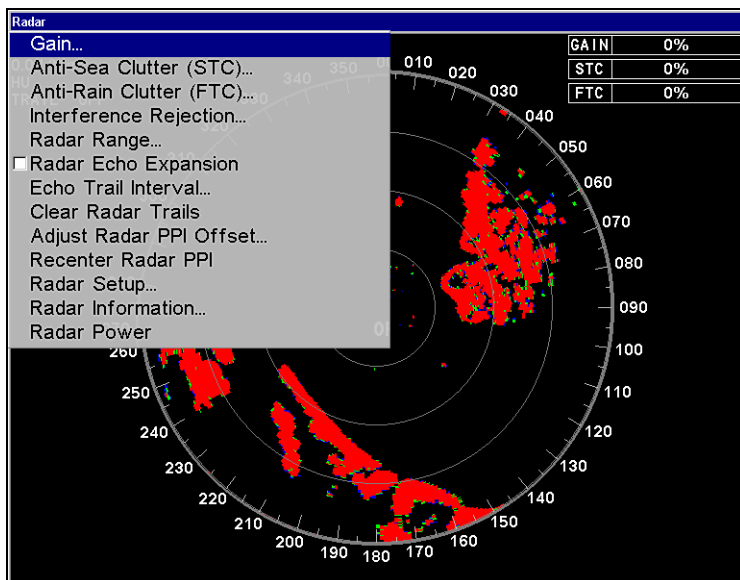 Radar
Gain...
Anti-Sea Clutter (STC)...
Anti-Rain Clutter (FTC)...
Interference Rejection...
Radar Range...
Radar Echo Expansion
Echo Trail Interval...
Clear Radar Trails
Adjust Radar PPI Offset...
Recenter Radar PPI
Radar Setup...
Radar Information...
Radar Power
GAIN 0%
STC 0%
FTC 0%
340
350
010
020
030
040
050
060
070
080
090
100
110
120
130
140
150
160
170
180
190
200
210
220
230
240
250
260